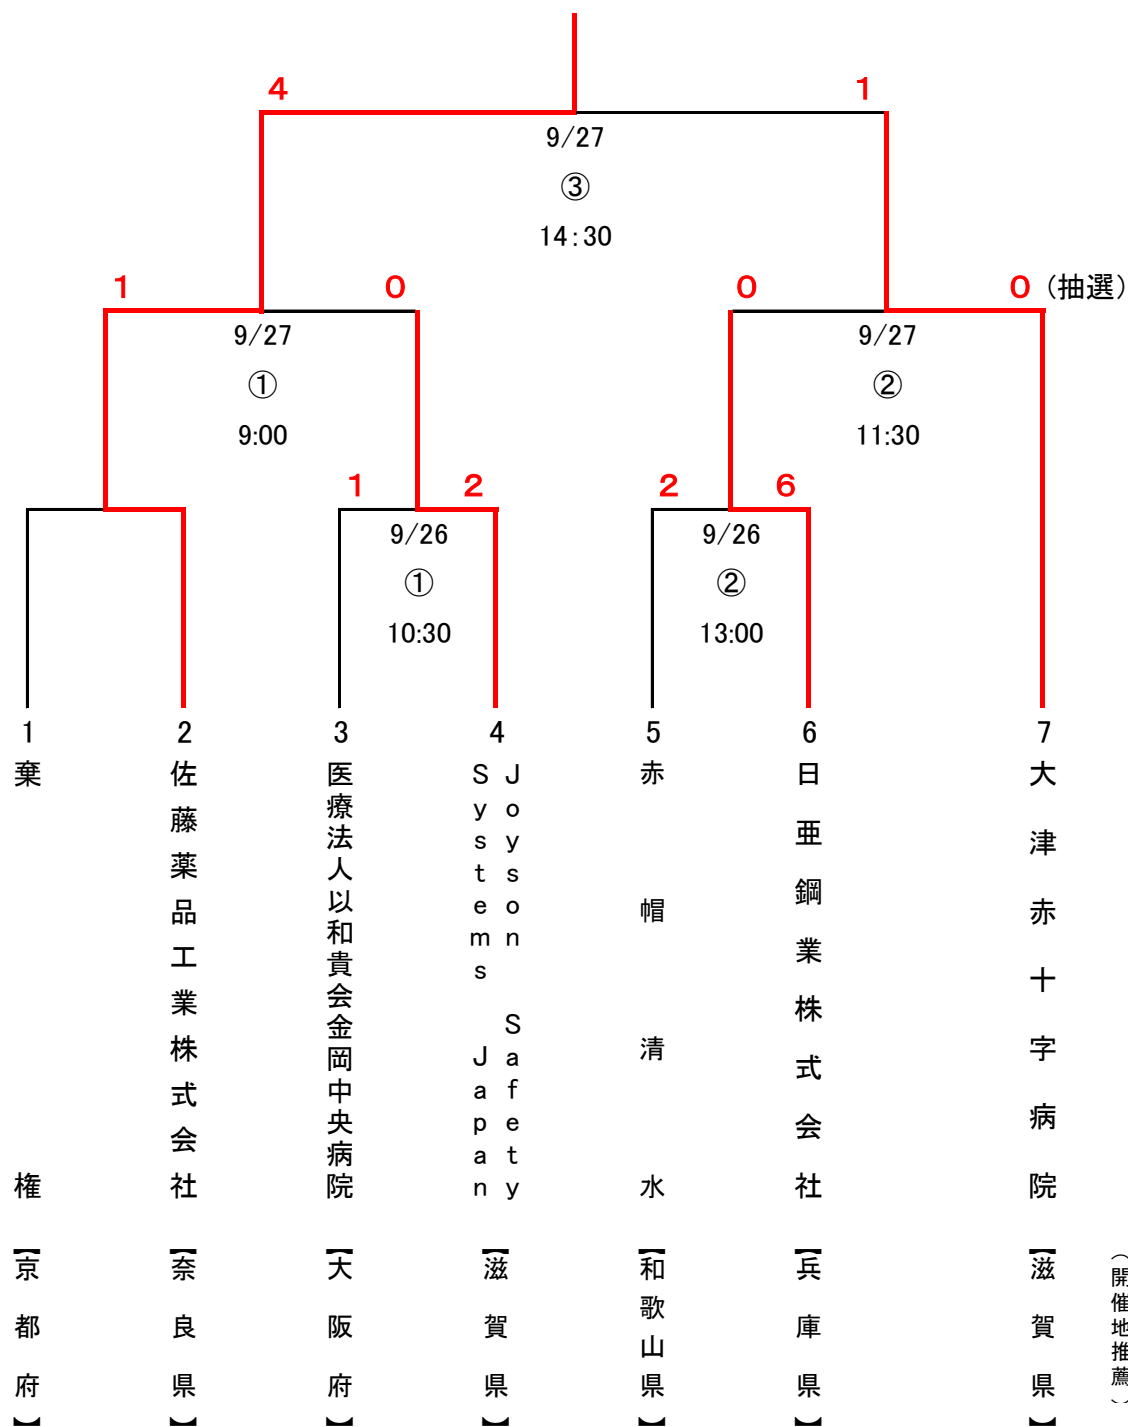 4
1
9/27
③
14:30
1
0
0
0（抽選）
9/27
①
9:00
9/27
②
11:30
1
2
2
6
9/26
①
10:30
9/26
②
13:00
1
2
3
4
5
6
7
棄権【京都府】
佐藤薬品工業株式会社【奈良県】
医療法人以和貴会金岡中央病院【大阪府】
Joyson Safety
Systems Japan
【滋賀県】
赤帽清水【和歌山県】
日亜鋼業株式会社【兵庫県】
大津赤十字病院【滋賀県】
（開催地推薦）